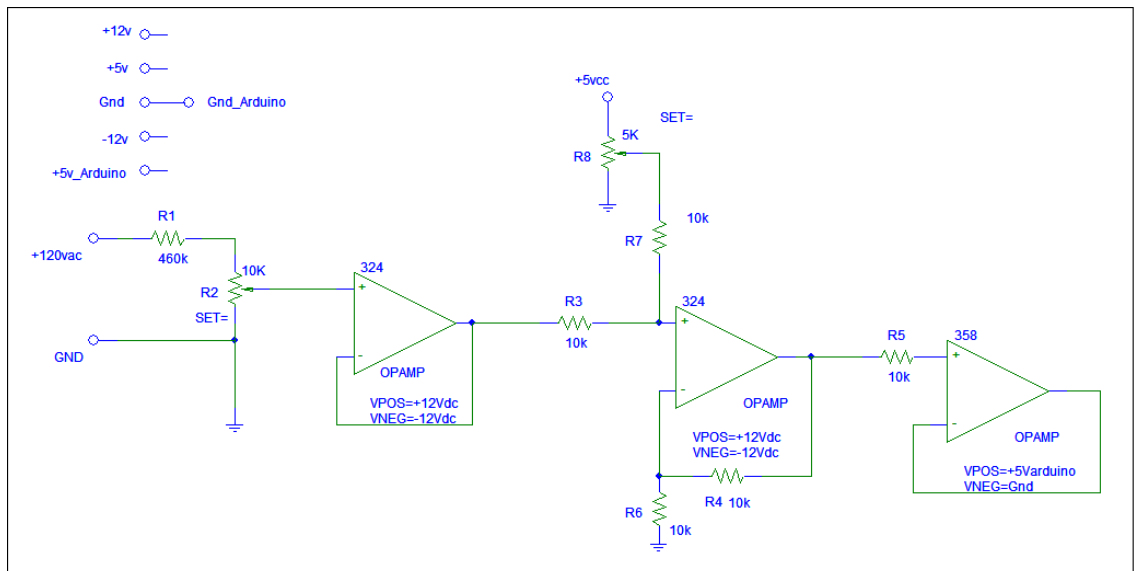 +12v
+5v
Gnd
Gnd_Arduino
-12v
+5v_Arduino
+5vcc
SET=
5K
R8
R1
460k
+120vac
10K
R2
SET=
GND
324
+
-
OPAMP
VPOS=+12Vdc
VNEG=-12Vdc
R3
10k
10k
R7
324
+
-
OPAMP
VPOS=+12Vdc
VNEG=-12Vdc
R4 10k
R6
10k
R5
10k
358
+
-
OPAMP
VPOS=+5Varduino
VNEG=Gnd